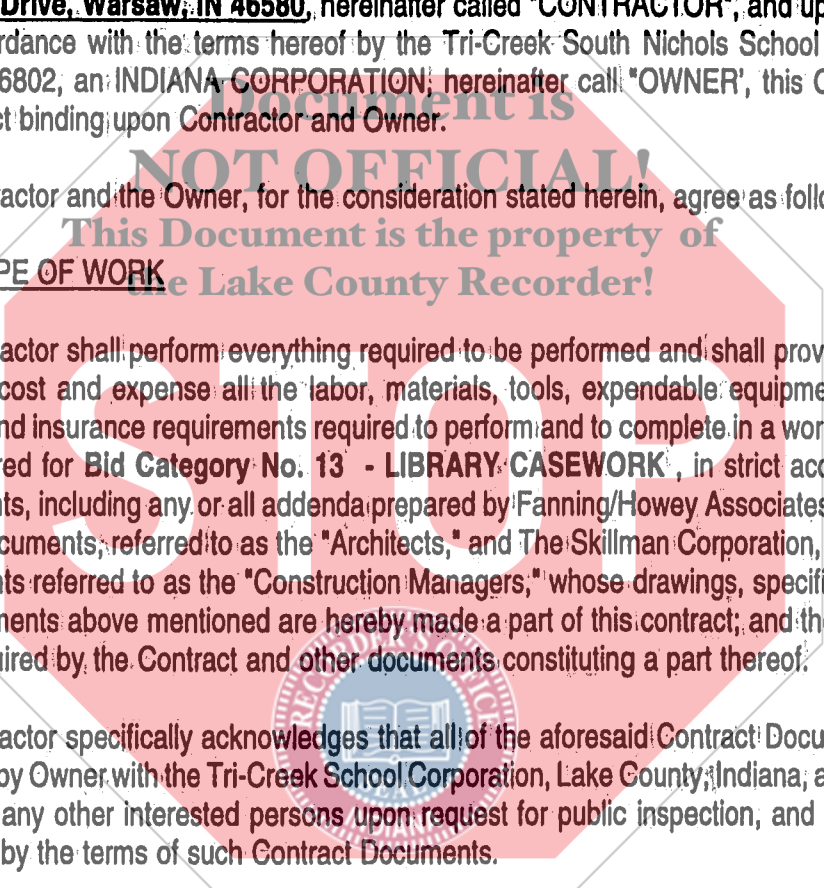 Drive, Warsaw, IN 46580, hereinafter called "CONTRACTOR", and up
rdance with the terms hereof by the Tri-Creek South Nichols School
6802, an INDIANA CORPORATION, hereinafter call "OWNER', this C
ct binding upon Contractor and Owner.
Document is
NOT OFFICIAL!
ractor and the Owner, for the consideration stated herein, agree as follo
This Document is the property of
the Lake County Recorder!
PE OF WORK
STOP
actor shall perform everything required to be performed and shall prov
cost and expense all the labor, materials, tools, expendable equipme
nd insurance requirements required to perform and to complete in a wor
red for Bid Category No. 13 - LIBRARY CASEWORK , in strict acc
nts, including any or all addenda prepared by Fanning/Howey Associates
cuments, referred to as the "Architects," and The Skillman Corporation,
nts referred to as the "Construction Managers," whose drawings, specifi
ments above mentioned are hereby made a part of this contract; and the
uired by the Contract and other documents constituting a part thereof.
actor specifically acknowledges that all of the aforesaid Contract Docu
by Owner with the Tri-Creek School Corporation, Lake County, Indiana, a
any other interested persons upon request for public inspection, and
by the terms of such Contract Documents.